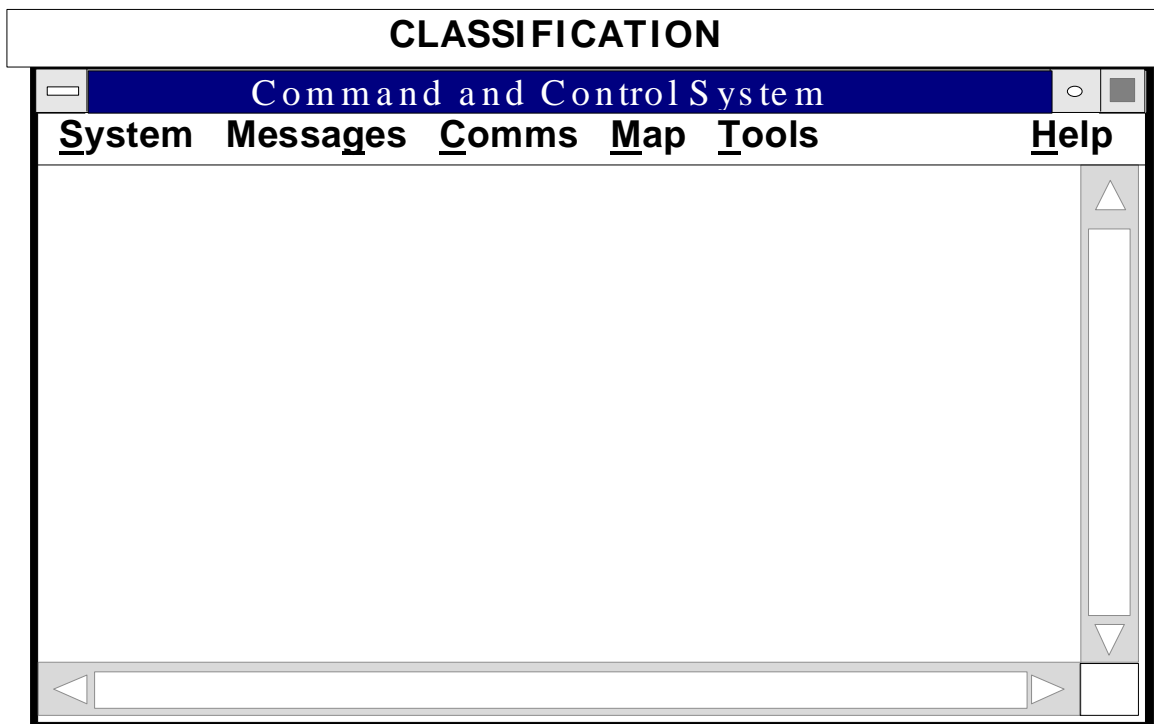 CLASSIFICATION
Command and Control System
System Messages Comms Map Tools Help